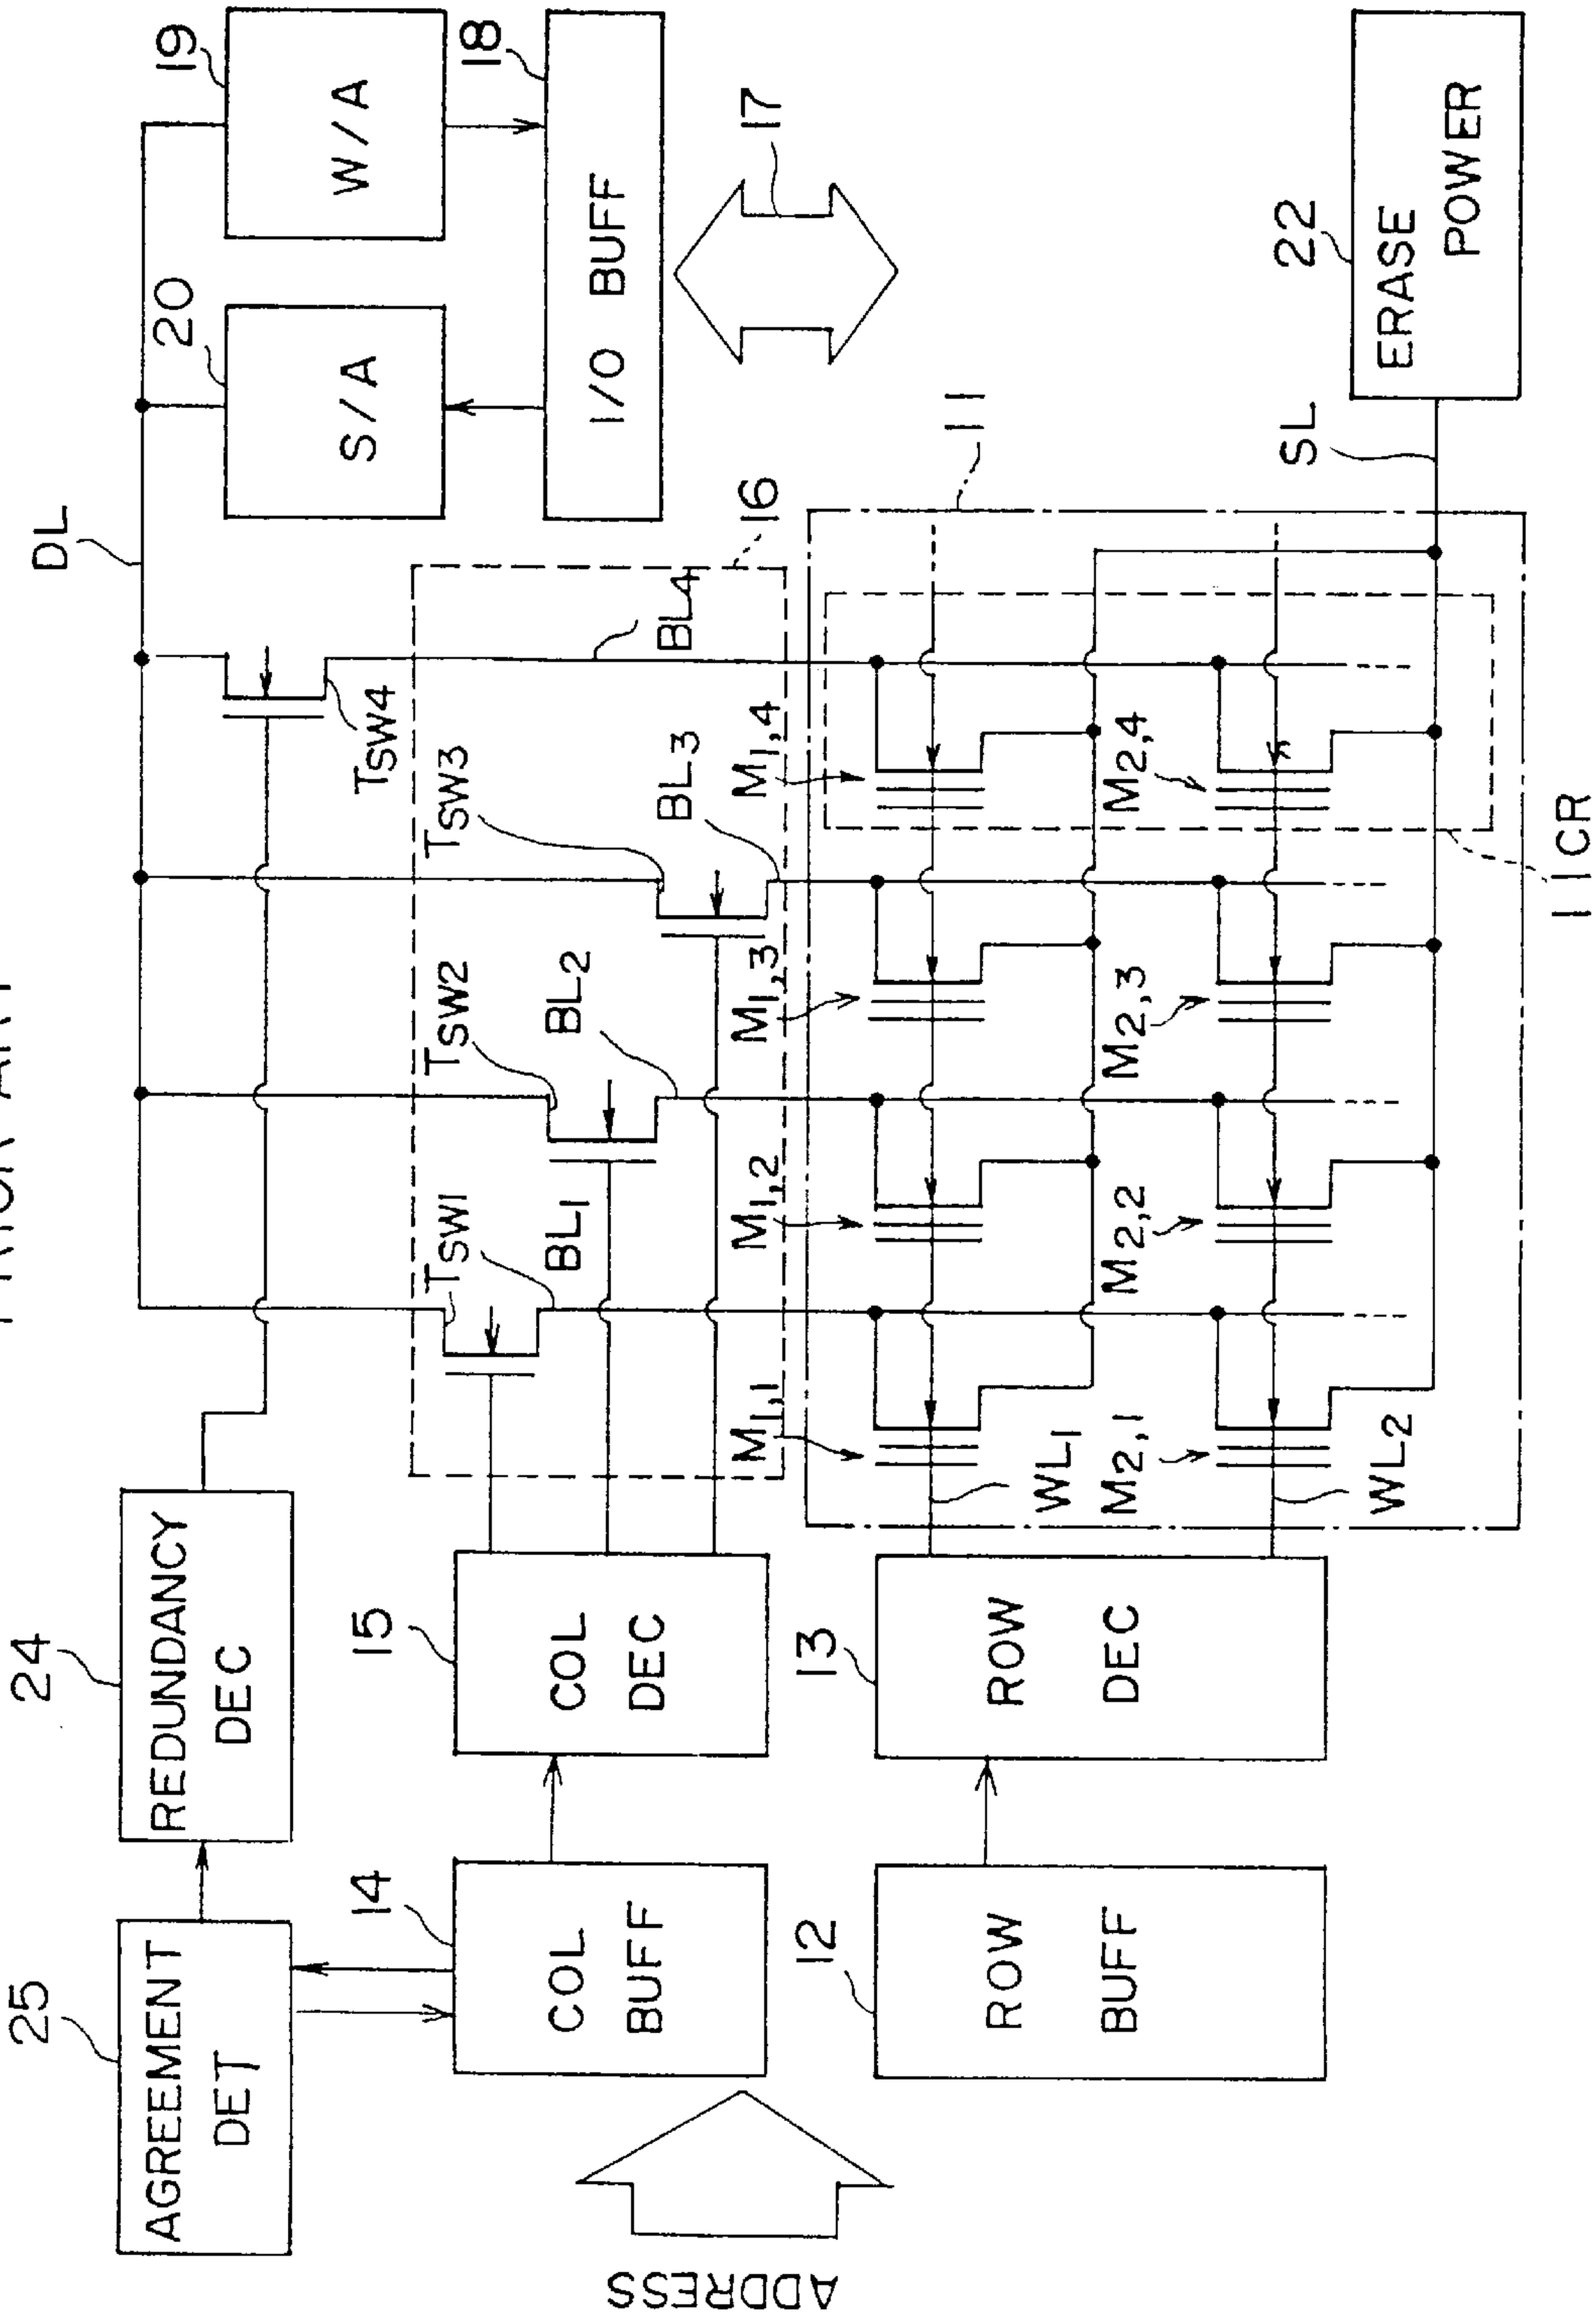 PRIOR ART
25
AGREEMENT
DET
24
REDUNDANCY
DEC
DL
19
W/A
20
S/A
18
I/O BUFF
17
14
COL
BUFF
15
COL
DEC
TSW1
BL1
TSW2
BL2
TSW3
BL3
TSW4
BL4
16
ADDRESS
12
ROW
BUFF
13
ROW
DEC
M1,1
M1,2
M1,3
M1,4
WL1
M2,1
M2,2
M2,3
M2,4
WL2
11
11CR
SL
22
ERASE
POWER